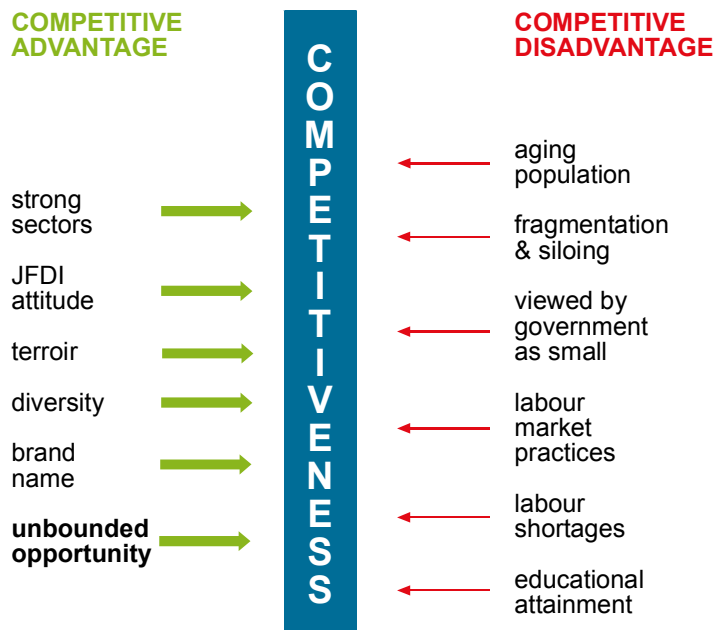 COMPETITIVE
ADVANTAGE
strong
sectors
JFDI
attitude
terroir
diversity
brand
name
unbounded
opportunity
COMPETITIVENESS
COMPETITIVE
DISADVANTAGE
aging
population
fragmentation
& siloing
viewed by
government
as small
labour
market
practices
labour
shortages
educational
attainment